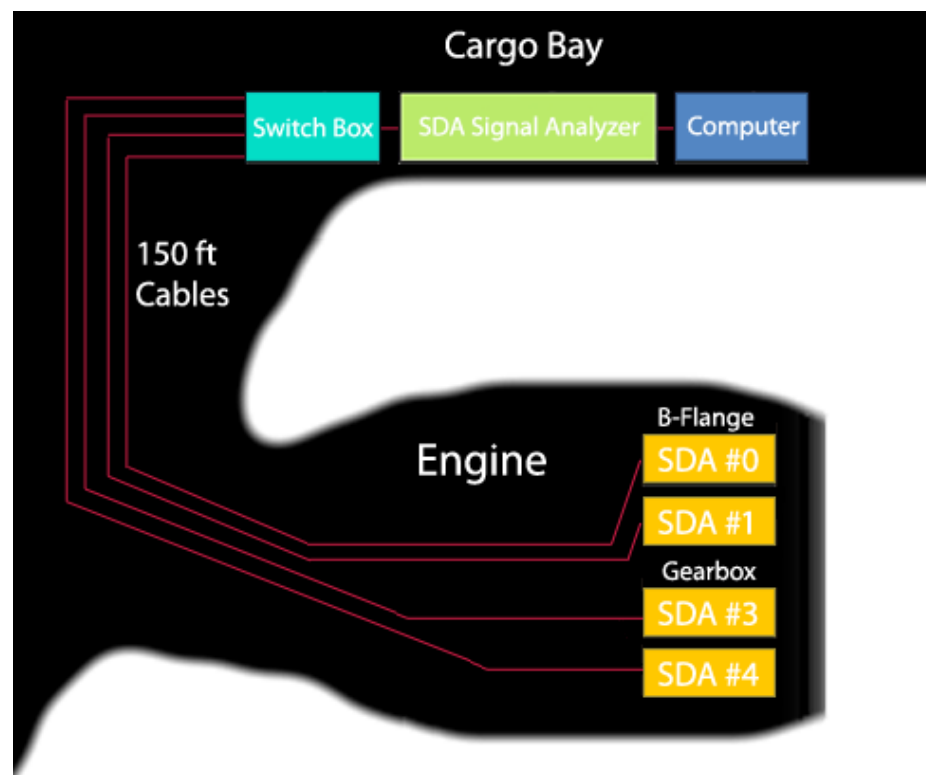 Cargo Bay
Switch Box
SDA Signal Analyzer
Computer
150 ft
Cables
Engine
B-Flange
SDA #0
SDA #1
Gearbox
SDA #3
SDA #4